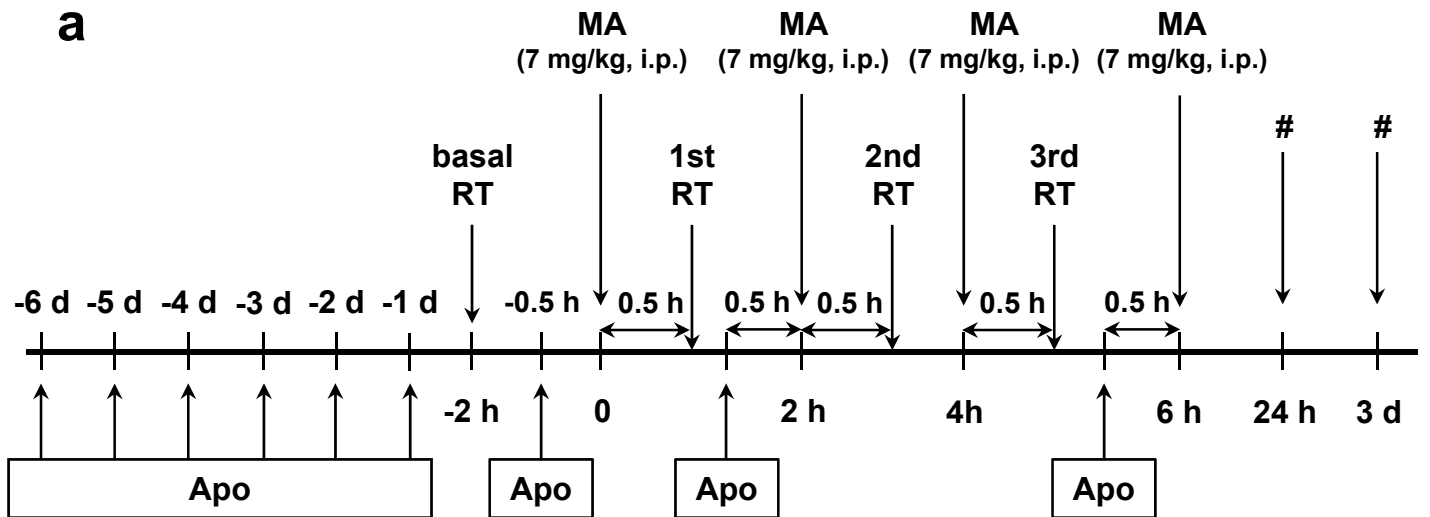 a
MA MA MA MA
(7 mg/kg, i.p.) (7 mg/kg, i.p.) (7 mg/kg, i.p.) (7 mg/kg, i.p.)
# #
basal 1st 2nd 3rd
RT RT RT RT
-6 d -5 d -4 d -3 d -2 d -1 d -0.5 h 0.5 h 0.5 h 0.5 h 0.5 h 0.5 h
-2 h 0 2 h 4h 6 h 24 h 3 d
Apo Apo Apo Apo